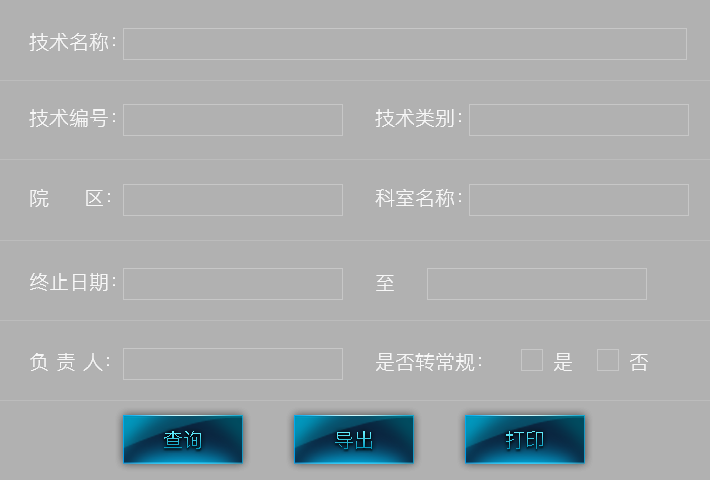 技术名称:
技术编号: 技术类别:
院 区: 科室名称:
终止日期: 至
负 责 人: 是否转常规: 是 否
查询 导出 打印